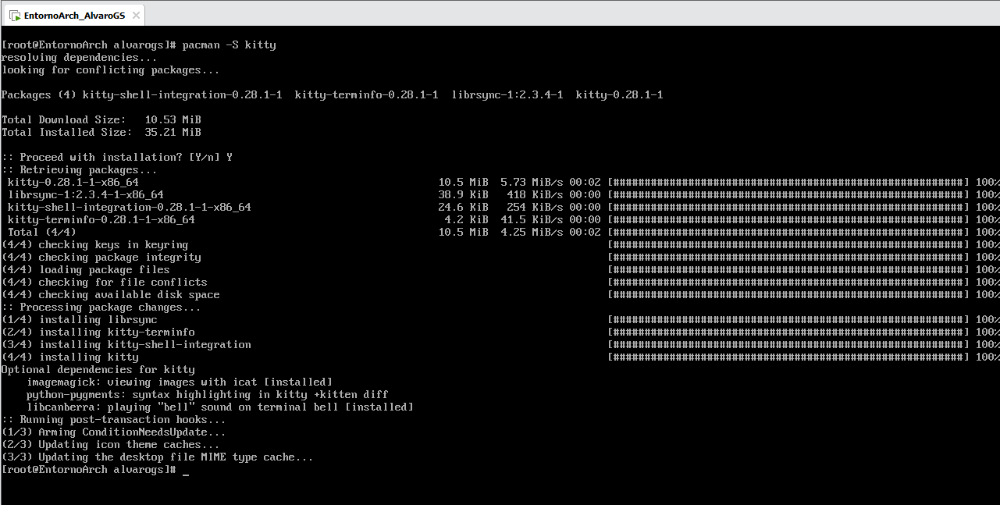 EntornoArch_AlvaroGS
[root@EntornoArch alvarogs]# pacman -S kitty
resolving dependencies...
looking for conflicting packages...
Packages (4) kitty-shell-integration-0.28.1-1  kitty-terminfo-0.28.1-1  librsync-1:2.3.4-1  kitty-0.28.1-1
Total Download Size:   10.53 MiB
Total Installed Size:  35.21 MiB
:: Proceed with installation? [Y/n] Y
:: Retrieving packages...
kitty-0.28.1-1-x86_64 10.5 MiB 5.73 MiB/s 00:02 [########################################################] 100%
librsync-1:2.3.4-1-x86_64 38.9 KiB 418 KiB/s 00:00 [########################################################] 100%
kitty-shell-integration-0.28.1-1-x86_64 24.6 KiB 254 KiB/s 00:00 [########################################################] 100%
kitty-terminfo-0.28.1-1-x86_64 4.2 KiB 41.5 KiB/s 00:00 [########################################################] 100%
Total (4/4) 10.5 MiB 4.25 MiB/s 00:02 [########################################################] 100%
(4/4) checking keys in keyring [########################################################] 100%
(4/4) checking package integrity [########################################################] 100%
(4/4) loading package files [########################################################] 100%
(4/4) checking for file conflicts [########################################################] 100%
(4/4) checking available disk space [########################################################] 100%
:: Processing package changes...
(1/4) installing librsync [########################################################] 100%
(2/4) installing kitty-terminfo [########################################################] 100%
(3/4) installing kitty-shell-integration [########################################################] 100%
(4/4) installing kitty [########################################################] 100%
Optional dependencies for kitty
imagemagick: viewing images with icat [installed]
python-pygments: syntax highlighting in kitty +kitten diff
libcanberra: playing "bell" sound on terminal bell [installed]
:: Running post-transaction hooks...
(1/3) Arming ConditionNeedsUpdate...
(2/3) Updating icon theme caches...
(3/3) Updating the desktop file MIME type cache...
[root@EntornoArch alvarogs]# _